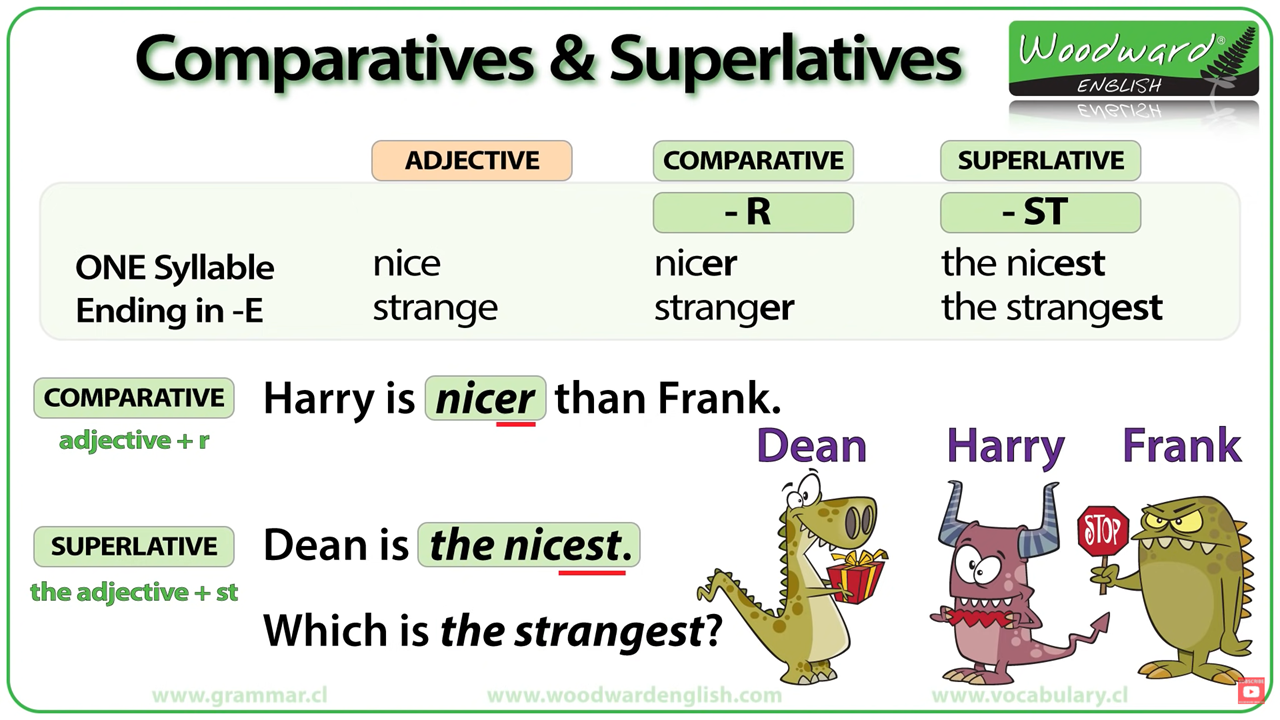 Comparatives & Superlatives
Woodward®
ENGLISH
ADJECTIVE COMPARATIVE SUPERLATIVE
- R - ST
ONE Syllable nice nicer the nicest
Ending in -E strange stranger the strangest
COMPARATIVE Harry is nicer than Frank.
adjective + r
Dean Harry Frank
STOP
SUPERLATIVE Dean is the nicest.
the adjective + st
Which is the strangest?
www.grammar.cl www.woodwardenglish.com www.vocabulary.cl
SUBSCRIBE